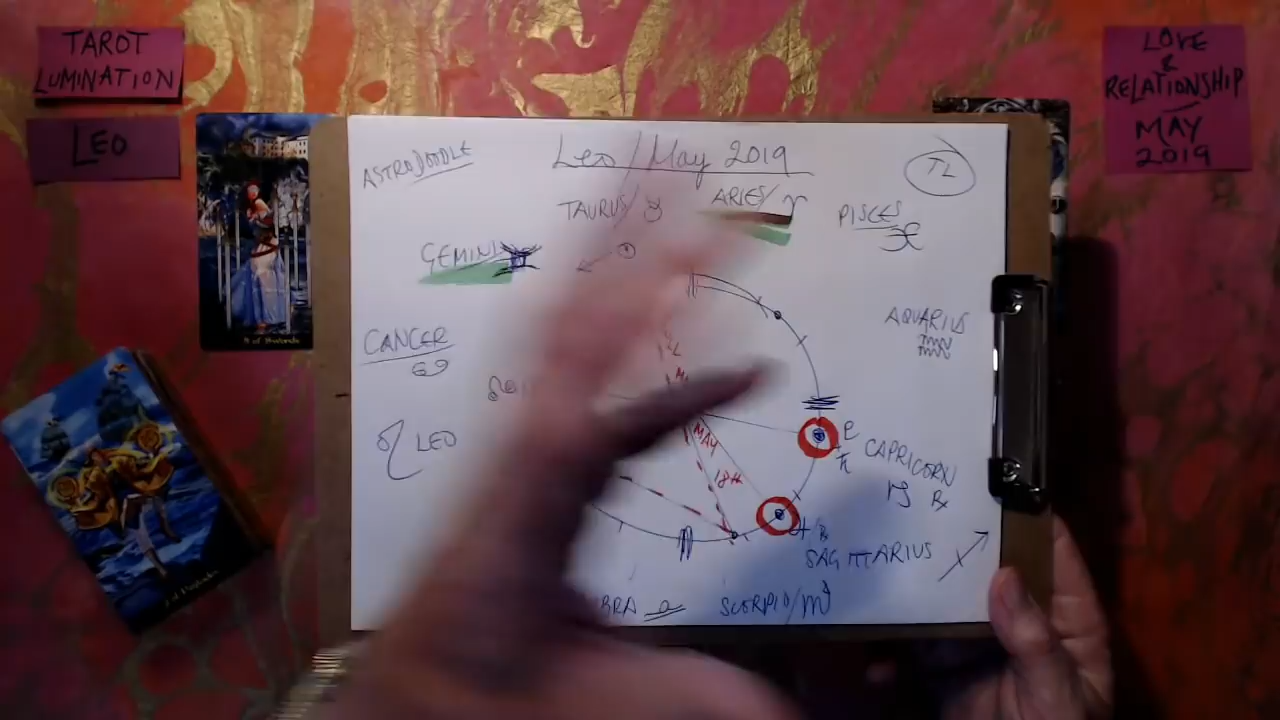 TAROT
LUMINATION
LEO
LOVE
&
RELATIONSHIP
MAY
2019
ASTRODOODLE
Leo/May 2019
TL
TAURUS/♉
ARIES/♈
PISCES
♓
GEMINI
CANCER
♋
AQUARIUS
♒
♌ LEO
MAY
18th
CAPRICORN
♑ ℞
SAGITTARIUS
SCORPIO/♏